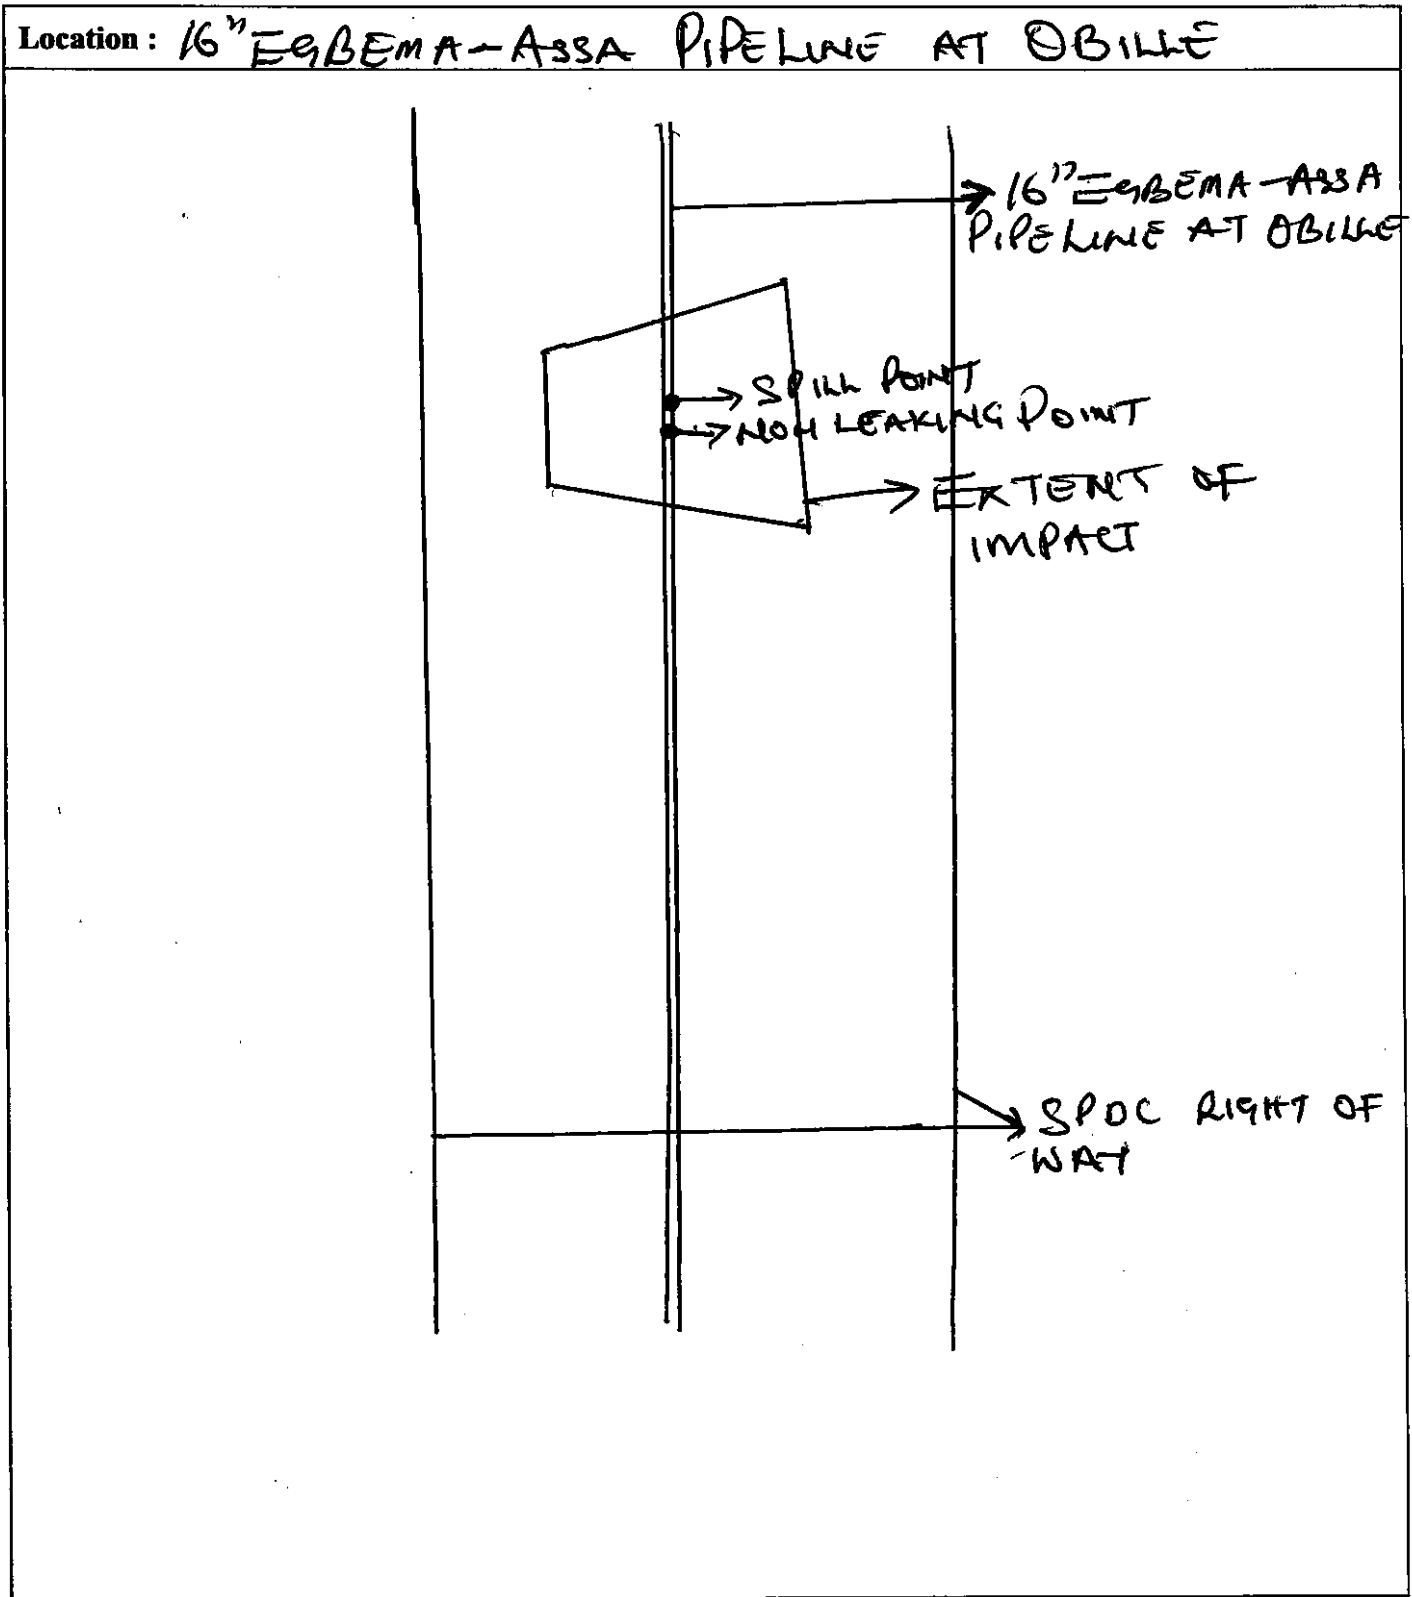 Location : 16" EGBEMA-ASSA PIPELINE AT OBILLE
16" EGBEMA-ASSA
PIPELINE AT OBILLE
SPILL POINT
NON LEAKING POINT
EXTENT OF
IMPACT
SPDC RIGHT OF
WAY